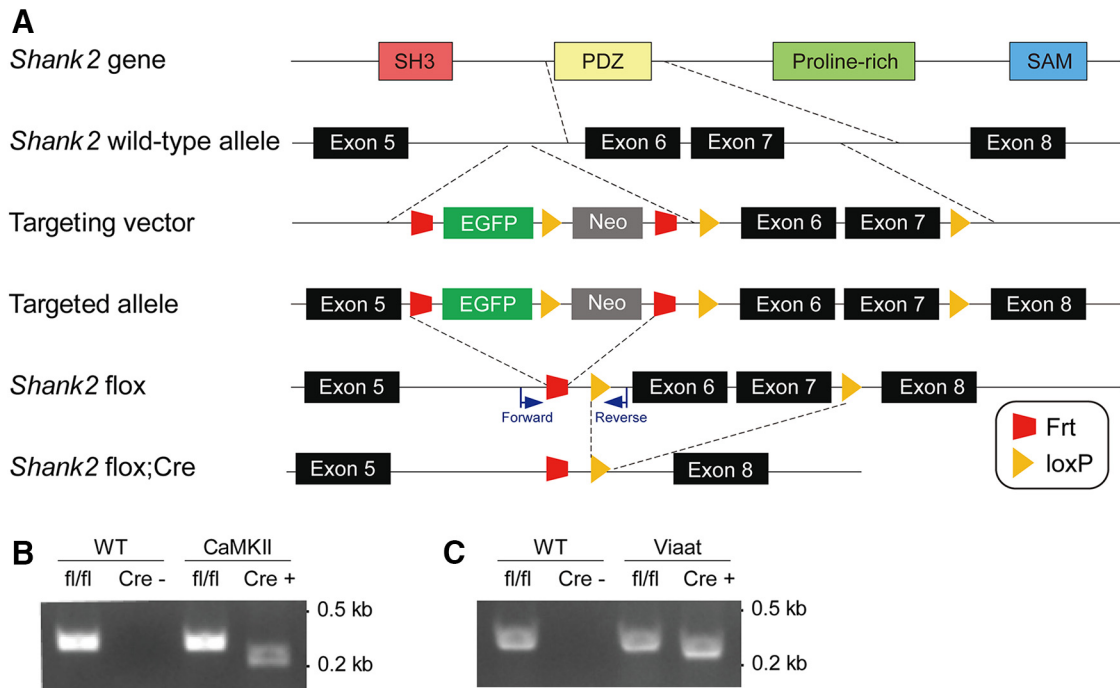 A
Shank2 gene
SH3 PDZ Proline-rich SAM
Shank2 wild-type allele
Exon 5 Exon 6 Exon 7 Exon 8
Targeting vector
EGFP Neo Exon 6 Exon 7
Targeted allele
Exon 5 EGFP Neo Exon 6 Exon 7 Exon 8
Shank2 flox
Exon 5 Exon 6 Exon 7 Exon 8
Forward Reverse
Shank2 flox;Cre
Exon 5 Exon 8
Frt
loxP
B
WT CaMKII
fl/fl Cre - fl/fl Cre +
0.5 kb
0.2 kb
C
WT Viaat
fl/fl Cre - fl/fl Cre +
0.5 kb
0.2 kb